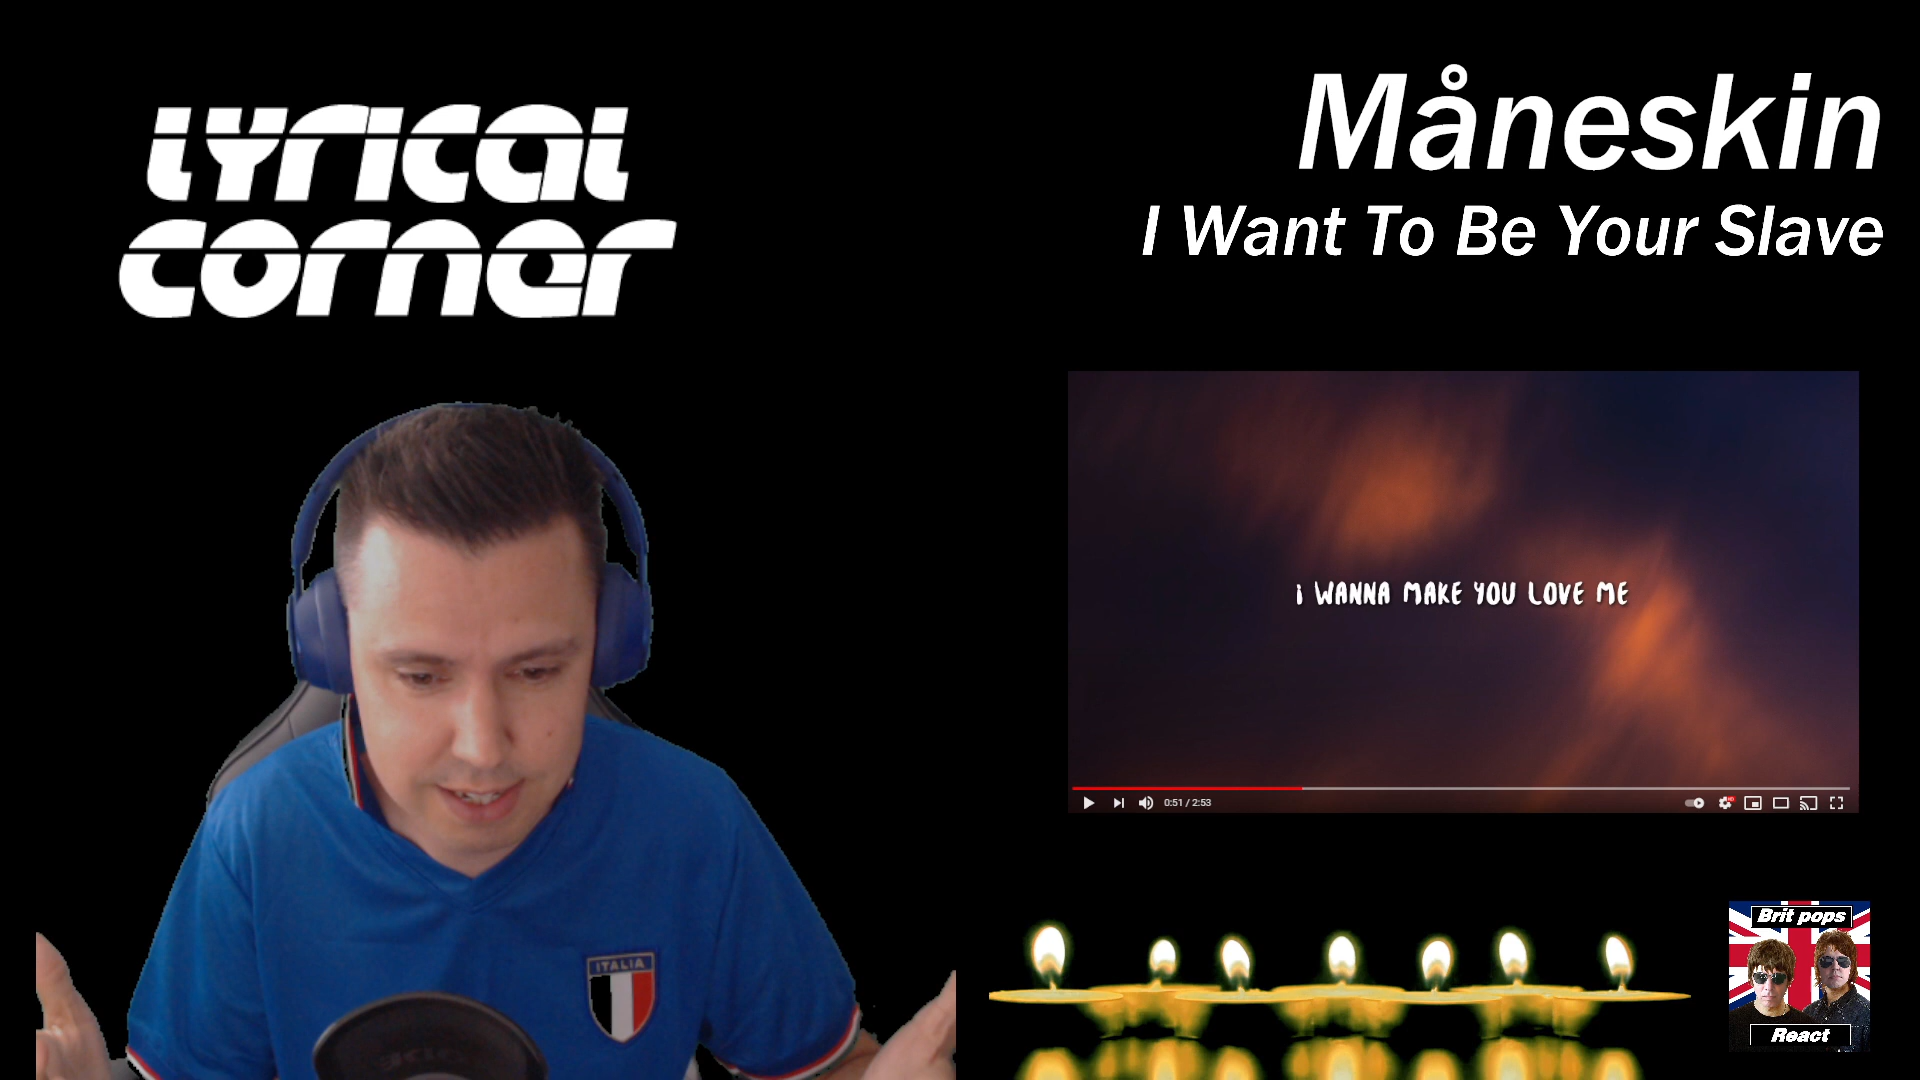 Lyrical
corner
Måneskin
I Want To Be Your Slave
I WANNA MAKE YOU LOVE ME
0:51 / 2:53
ITALIA
Brit pops
React